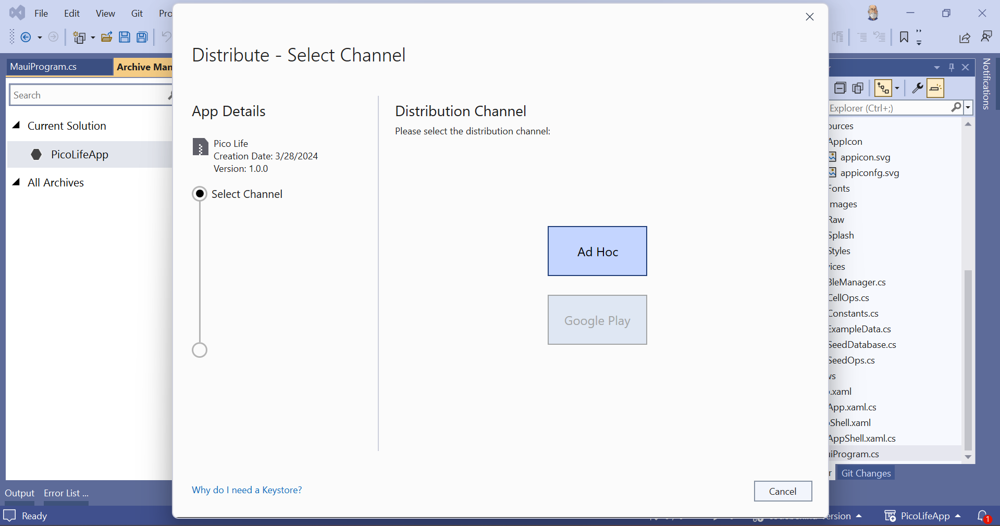 File Edit View Git Pro
MauiProgram.cs Archive Man
Search
Current Solution
PicoLifeApp
All Archives
Distribute - Select Channel
App Details
Pico Life
Creation Date: 3/28/2024
Version: 1.0.0
Select Channel
Distribution Channel
Please select the distribution channel:
Ad Hoc
Google Play
Why do I need a Keystore?
Cancel
Notifications
Explorer (Ctrl+;)
ources
AppIcon
appicon.svg
appiconfg.svg
Fonts
mages
Raw
Splash
Styles
ices
BleManager.cs
CellOps.cs
Constants.cs
ExampleData.cs
SeedDatabase.cs
SeedOps.cs
ws
.xaml
App.xaml.cs
Shell.xaml
AppShell.xaml.cs
iProgram.cs
r Git Changes
Output Error List ...
Ready
ersion PicoLifeApp 1